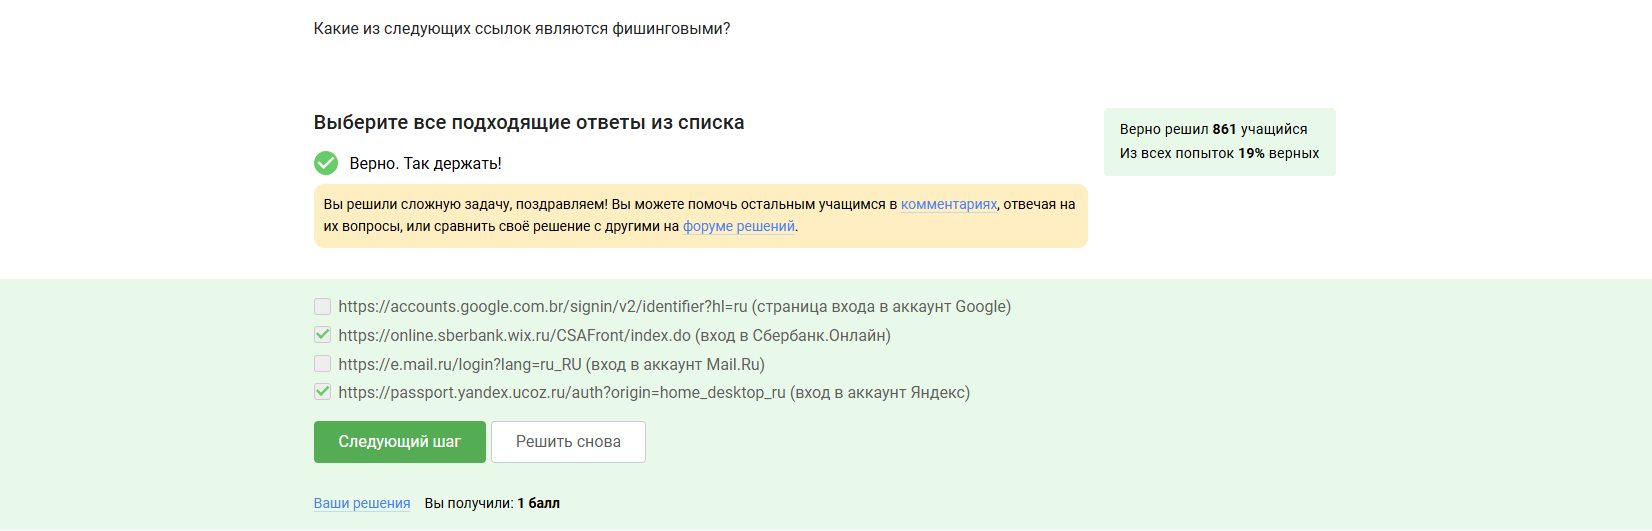 Какие из следующих ссылок являются фишинговыми?
Выберите все подходящие ответы из списка
Верно решил 861 учащийся
Из всех попыток 19% верных
Верно. Так держать!
Вы решили сложную задачу, поздравляем! Вы можете помочь остальным учащимся в комментариях, отвечая на
их вопросы, или сравнить своё решение с другими на форуме решений.
https://accounts.google.com.br/signin/v2/identifier?hl=ru (страница входа в аккаунт Google)
https://online.sberbank.wix.ru/CSAFront/index.do (вход в Сбербанк.Онлайн)
https://e.mail.ru/login?lang=ru_RU (вход в аккаунт Mail.Ru)
https://passport.yandex.ucoz.ru/auth?origin=home_desktop_ru (вход в аккаунт Яндекс)
Следующий шаг
Решить снова
Ваши решения Вы получили: 1 балл